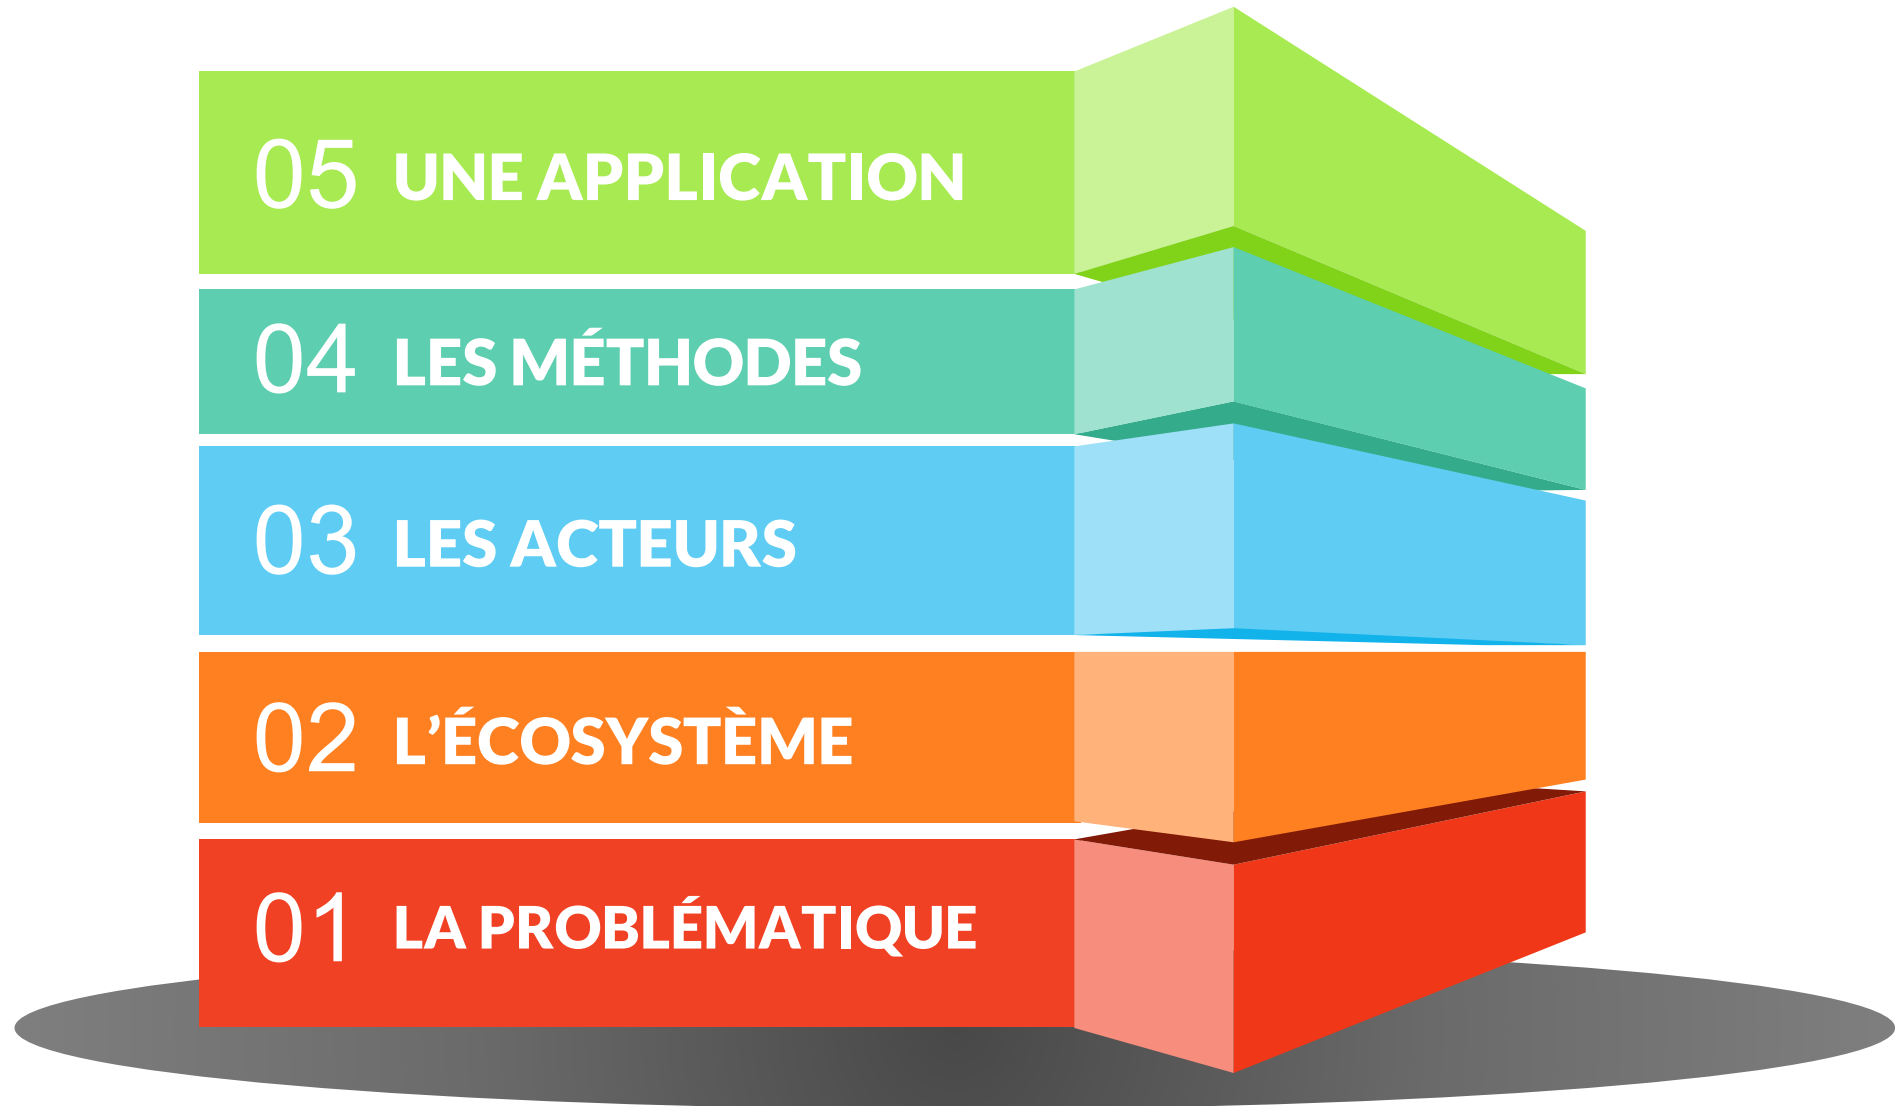 05 UNE APPLICATION
04 LES MÉTHODES
03 LES ACTEURS
02 L’ÉCOSYSTÈME
01 LA PROBLÉMATIQUE